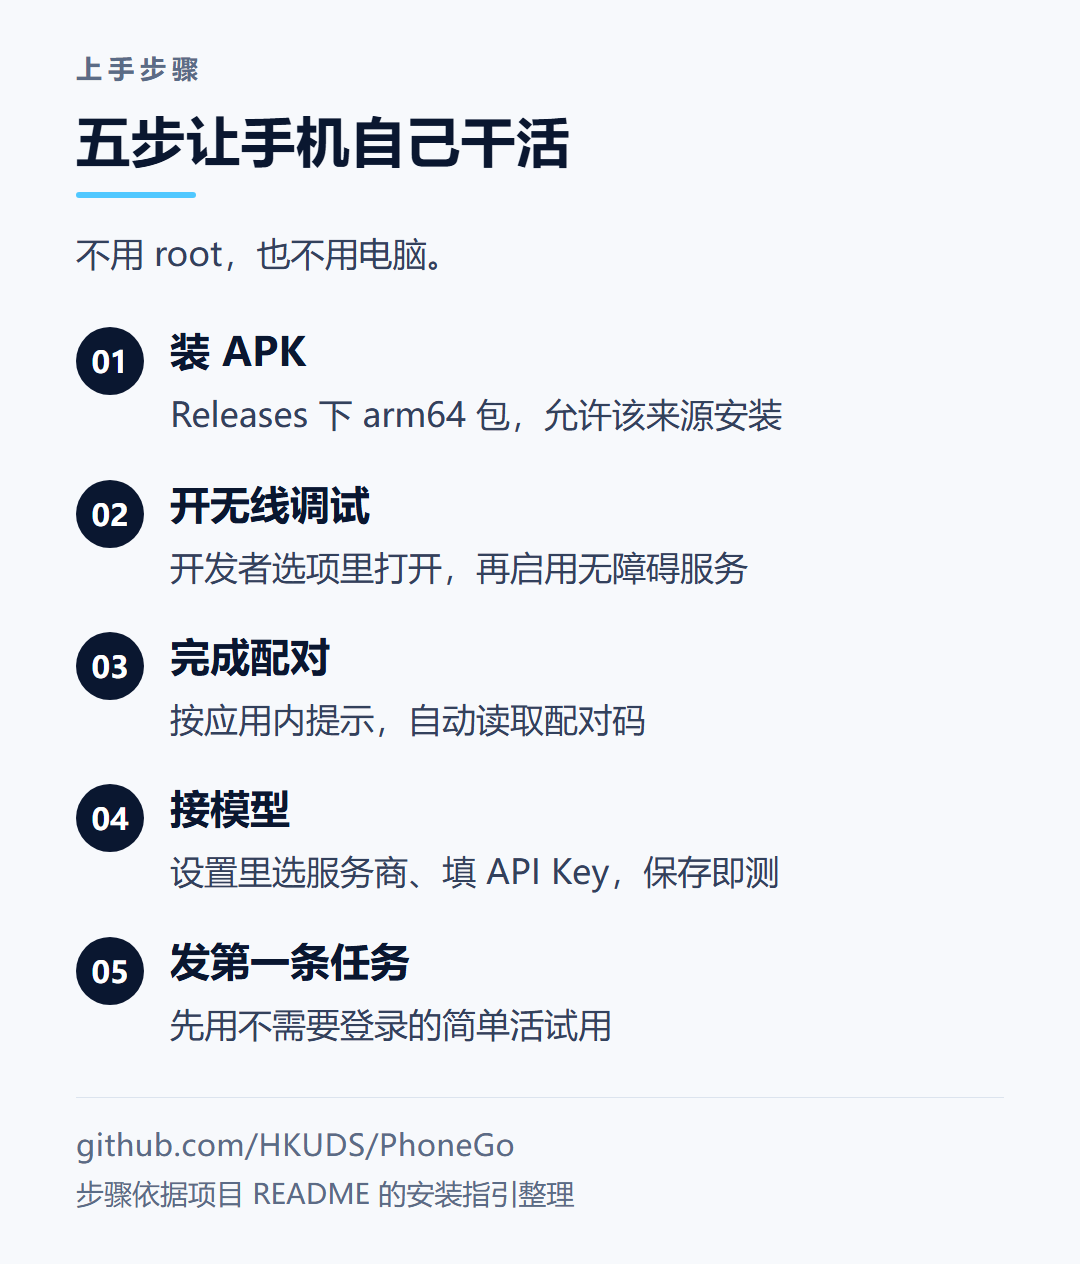 上手步骤
五步让手机自己干活
不用 root，也不用电脑。
01
装 APK
Releases 下 arm64 包，允许该来源安装
02
开无线调试
开发者选项里打开，再启用无障碍服务
03
完成配对
按应用内提示，自动读取配对码
04
接模型
设置里选服务商、填 API Key，保存即测
05
发第一条任务
先用不需要登录的简单活试用
github.com/HKUDS/PhoneGo
步骤依据项目 README 的安装指引整理